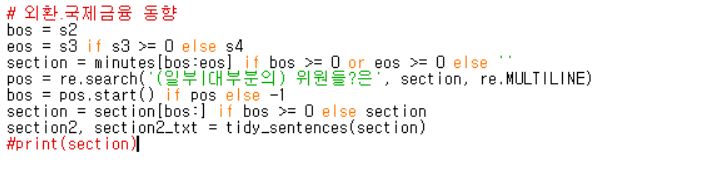 # 외환.국제금융 동향
bos = s2
eos = s3 if s3 >= 0 else s4
section = minutes[bos:eos] if bos >= 0 or eos >= 0 else ''
pos = re.search('(일부|대부분의) 위원들?은', section, re.MULTILINE)
bos = pos.start() if pos else -1
section = section[bos:] if bos >= 0 else section
section2, section2_txt = tidy_sentences(section)
#print(section)